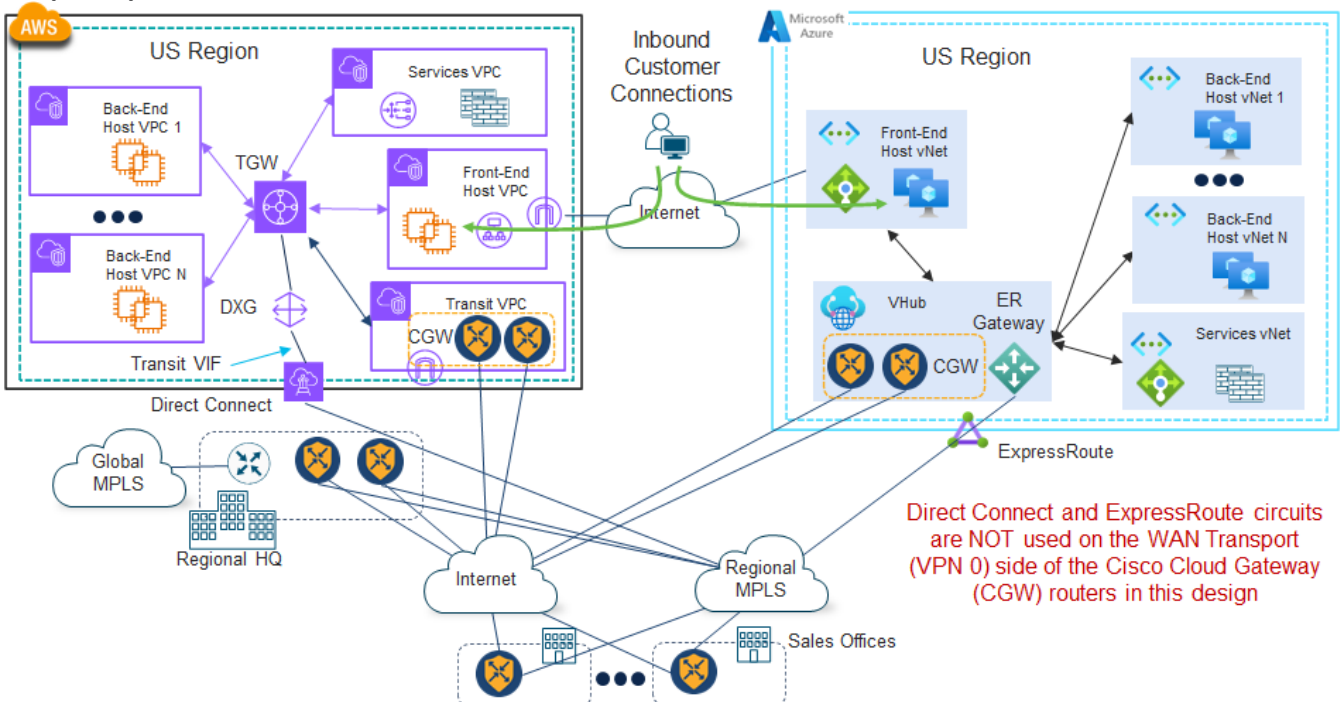 AWS
US Region
Back-End
Host VPC 1
Services VPC
TGW
Front-End
Host VPC
Back-End
Host VPC N
DXG
Transit VPC
CGW
Transit VIF
Direct Connect
Inbound
Customer
Connections
Internet
Microsoft
Azure
US Region
Front-End
Host vNet
Back-End
Host vNet 1
Back-End
Host vNet N
VHub
ER
Gateway
CGW
Services vNet
ExpressRoute
Global
MPLS
Regional HQ
Internet
Regional
MPLS
Sales Offices
Direct Connect and ExpressRoute circuits
are NOT used on the WAN Transport
(VPN 0) side of the Cisco Cloud Gateway
(CGW) routers in this design